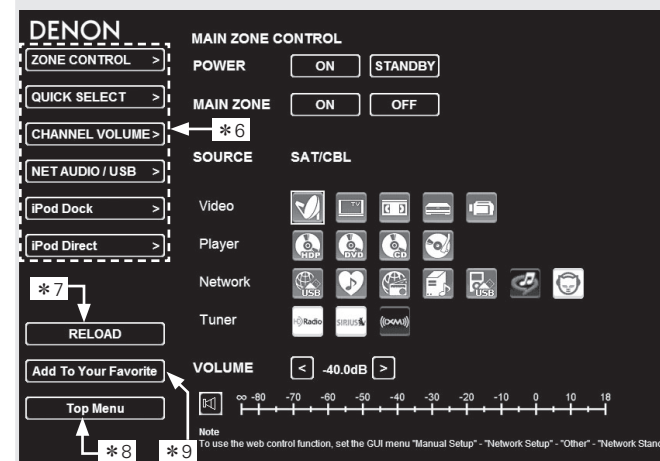 DENON
ZONE CONTROL >
QUICK SELECT >
CHANNEL VOLUME >
NET AUDIO / USB >
iPod Dock >
iPod Direct >
*6
*7
RELOAD
Add To Your Favorite
Top Menu
*8
*9
MAIN ZONE CONTROL
POWER ON STANDBY
MAIN ZONE ON OFF
SOURCE SAT/CBL
Video TV
Player HDP DVD CD
Network USB USB
Tuner HD Radio SIRIUS ((XM))
VOLUME < -40.0dB >
∞ -80 -70 -60 -50 -40 -30 -20 -10 0 10 18
Note
To use the web control function, set the GUI menu "Manual Setup" - "Network Setup" - "Other" - "Network Stand